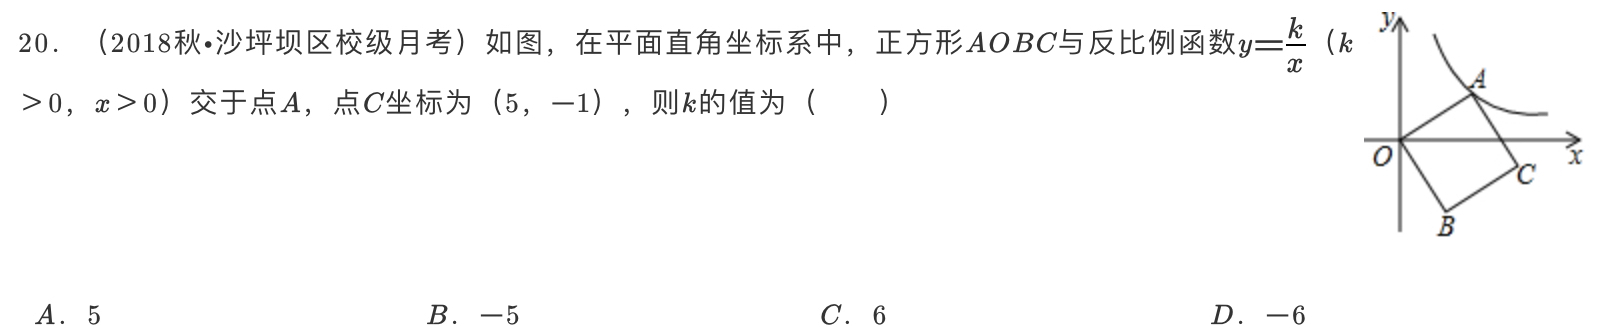 20. （2018秋•沙坪坝区校级月考）如图，在平面直角坐标系中，正方形AOBC与反比例函数y=k/x（k
>0，x>0）交于点A，点C坐标为（5，−1），则k的值为（　　）
y
A
O
x
C
B
A. 5
B. −5
C. 6
D. −6